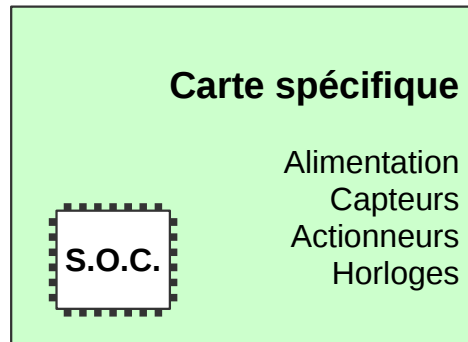 Carte spécifique
Alimentation
Capteurs
Actionneurs
Horloges
S.O.C.